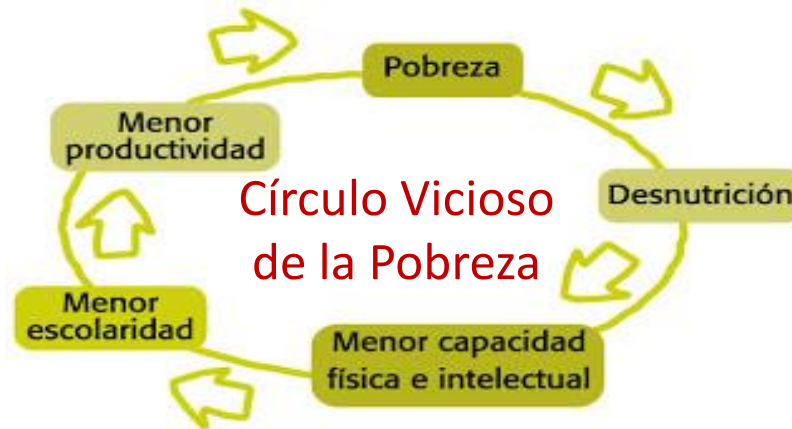 Pobreza
Desnutrición
Menor capacidad
física e intelectual
Menor
escolaridad
Menor
productividad
Círculo Vicioso
de la Pobreza